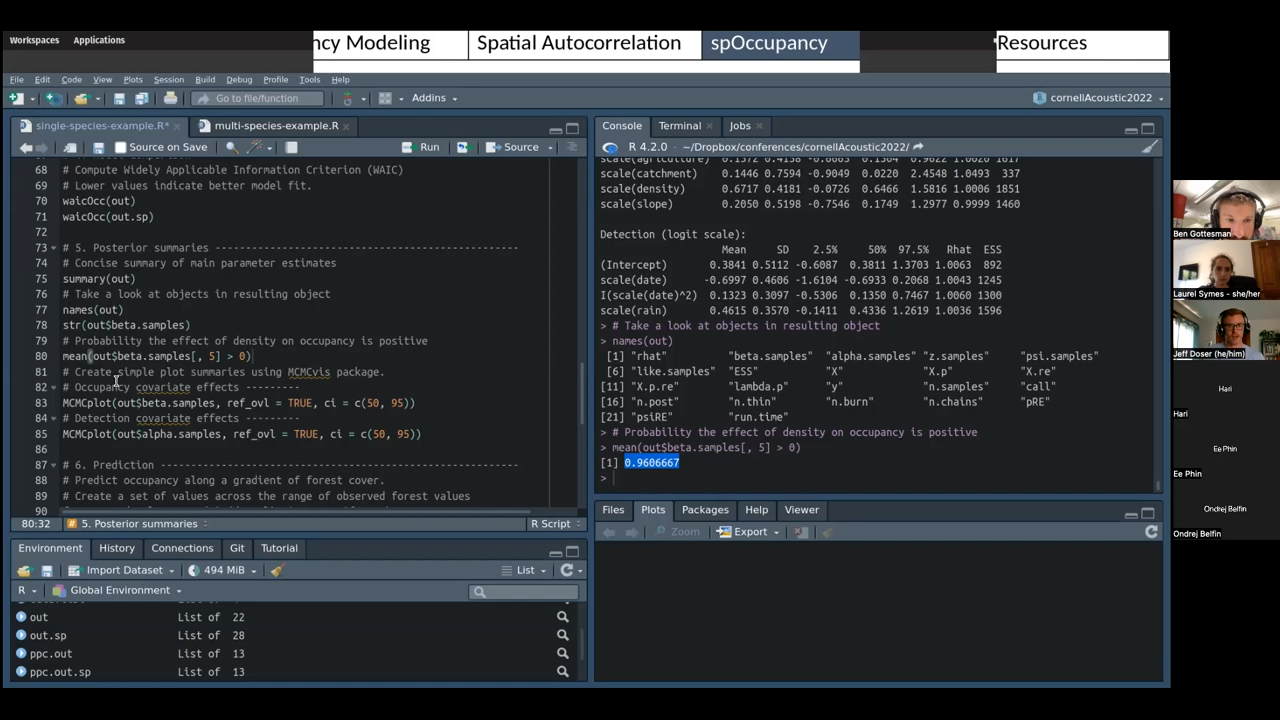 Workspaces Applications
ncy Modeling Spatial Autocorrelation spOccupancy Resources
File Edit Code View Plots Session Build Debug Profile Tools Help
Go to file/function Addins cornellAcoustic2022
single-species-example.R* multi-species-example.R
Source on Save Run Source
68 # Compute Widely Applicable Information Criterion (WAIC)
69 # Lower values indicate better model fit.
70 waicOcc(out)
71 waicOcc(out.sp)
72
73 # 5. Posterior summaries --------------------------------------------------
74 # Concise summary of main parameter estimates
75 summary(out)
76 # Take a look at objects in resulting object
77 names(out)
78 str(out$beta.samples)
79 # Probability the effect of density on occupancy is positive
80 mean(out$beta.samples[, 5] > 0)
81 # Create simple plot summaries using MCMCvis package.
82 # Occupancy covariate effects ---------
83 MCMCplot(out$beta.samples, ref_ovl = TRUE, ci = c(50, 95))
84 # Detection covariate effects ---------
85 MCMCplot(out$alpha.samples, ref_ovl = TRUE, ci = c(50, 95))
86
87 # 6. Prediction -----------------------------------------------------------
88 # Predict occupancy along a gradient of forest cover.
89 # Create a set of values across the range of observed forest values
90
80:32 # 5. Posterior summaries R Script
Environment History Connections Git Tutorial
Import Dataset 494 MiB List
R Global Environment
out List of 22
out.sp List of 28
ppc.out List of 13
ppc.out.sp List of 13
Console Terminal Jobs
R 4.2.0 · ~/Dropbox/conferences/cornellAcoustic2022/
scale(agriculture) 0.1372 0.4138 -0.6663 0.1304 0.9622 1.0020 1617
scale(catchment) 0.1446 0.7594 -0.9049 0.0220 2.4548 1.0493 337
scale(density) 0.6717 0.4181 -0.0726 0.6466 1.5816 1.0006 1851
scale(slope) 0.2050 0.5198 -0.7546 0.1749 1.2977 0.9999 1460
Detection (logit scale):
Mean SD 2.5% 50% 97.5% Rhat ESS
(Intercept) 0.3841 0.5112 -0.6087 0.3811 1.3703 1.0063 892
scale(date) -0.6997 0.4606 -1.6104 -0.6933 0.2068 1.0043 1245
I(scale(date)^2) 0.1323 0.3097 -0.5306 0.1350 0.7467 1.0060 1300
scale(rain) 0.4615 0.3570 -0.1411 0.4336 1.2619 1.0036 1596
> # Take a look at objects in resulting object
> names(out)
[1] "rhat" "beta.samples" "alpha.samples" "z.samples" "psi.samples"
[6] "like.samples" "ESS" "X" "X.p" "X.re"
[11] "X.p.re" "lambda.p" "y" "n.samples" "call"
[16] "n.post" "n.thin" "n.burn" "n.chains" "pRE"
[21] "psiRE" "run.time"
> # Probability the effect of density on occupancy is positive
> mean(out$beta.samples[, 5] > 0)
[1] 0.9606667
>
Files Plots Packages Help Viewer
Zoom Export
Ben Gottesman
Laurel Symes - she/her
Jeff Doser (he/him)
Hari
Hari
Ee Phin
Ee Phin
Ondrej Belfin
Ondrej Belfin